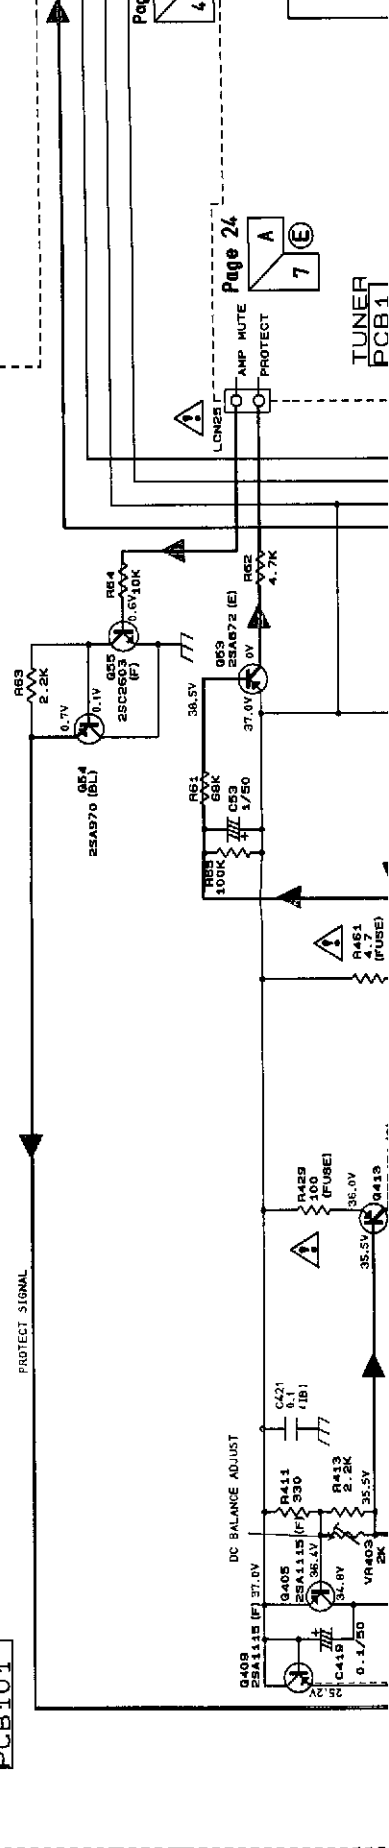 Pag
4
Page 24
A
7
E
TUNER
PCB1
AMP MUTE
PROTECT
LCN25
R64
10K
0.6V
R62
4.7K
R63
2.2K
Q55
2SC2603
(F)
Q53
2SA672 (E)
0V
0.7V
0.1V
38.5V
37.0V
Q54
2SA970 (BL)
R61
68K
C53
1/50
+
R65
100K
R461
4.7
(FUSE)
PROTECT SIGNAL
R429
100
(FUSE)
36.0V
Q413
35.5V
C421
0.1
(IB)
DC BALANCE ADJUST
R411
330
R413
2.2K
35.5V
Q405
2SA1115 (F)
36.4V
34.8V
VR403
2K
Q409
2SA1115 (F)
37.0V
+
C419
0.1/50
25.2V
PCB101